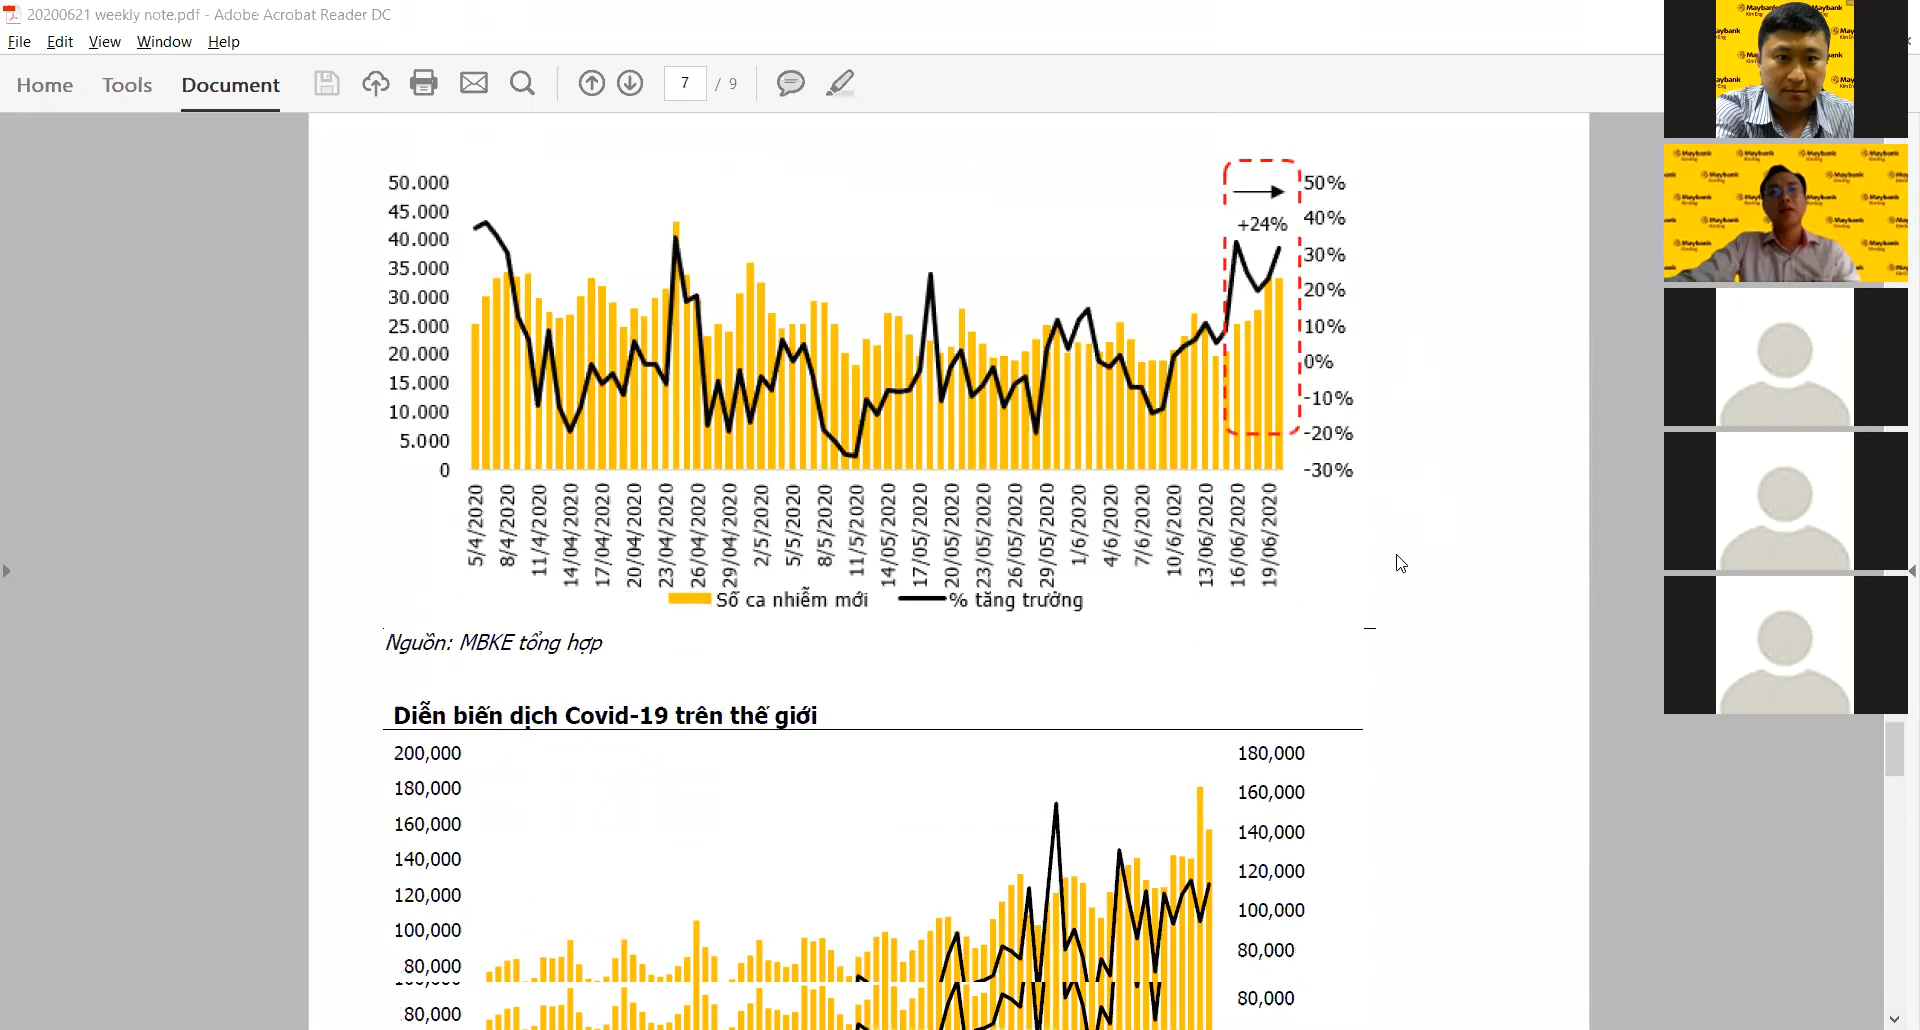 20200621 weekly note.pdf - Adobe Acrobat Reader DC
File Edit View Window Help
Home Tools Document 7 / 9
50.000 50%
45.000 40%
40.000 30%
35.000 20%
30.000 10%
25.000 0%
20.000 -10%
15.000 -20%
10.000 -30%
5.000
0
+24%
5/4/2020 8/4/2020 11/4/2020 14/04/2020 17/04/2020 20/04/2020 23/04/2020 26/04/2020 29/04/2020 2/5/2020 5/5/2020 8/5/2020 11/5/2020 14/05/2020 17/05/2020 20/05/2020 23/05/2020 26/05/2020 29/05/2020 1/6/2020 4/6/2020 7/6/2020 10/6/2020 13/06/2020 16/06/2020 19/06/2020
Số ca nhiễm mới % tăng trưởng
Nguồn: MBKE tổng hợp
Diễn biến dịch Covid-19 trên thế giới
200,000 180,000
180,000 160,000
160,000 140,000
140,000 120,000
120,000 100,000
100,000 80,000
80,000
80,000 80,000
Maybank
Kim Eng
Maybank
Kim Eng